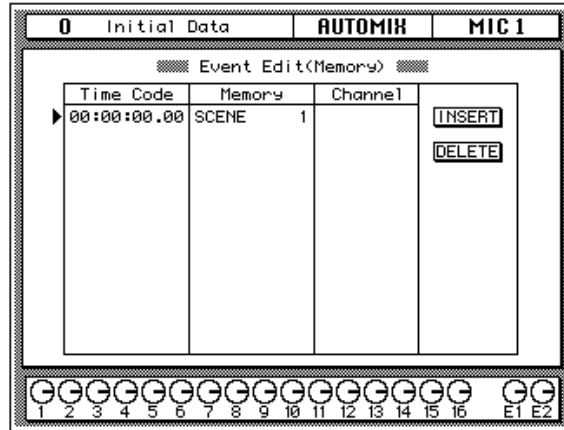 0 Initial Data AUTOMIX MIC 1
Event Edit(Memory)
Time Code Memory Channel
00:00:00.00 SCENE 1
INSERT
DELETE
1 2 3 4 5 6 7 8 9 10 11 12 13 14 15 16 E1 E2